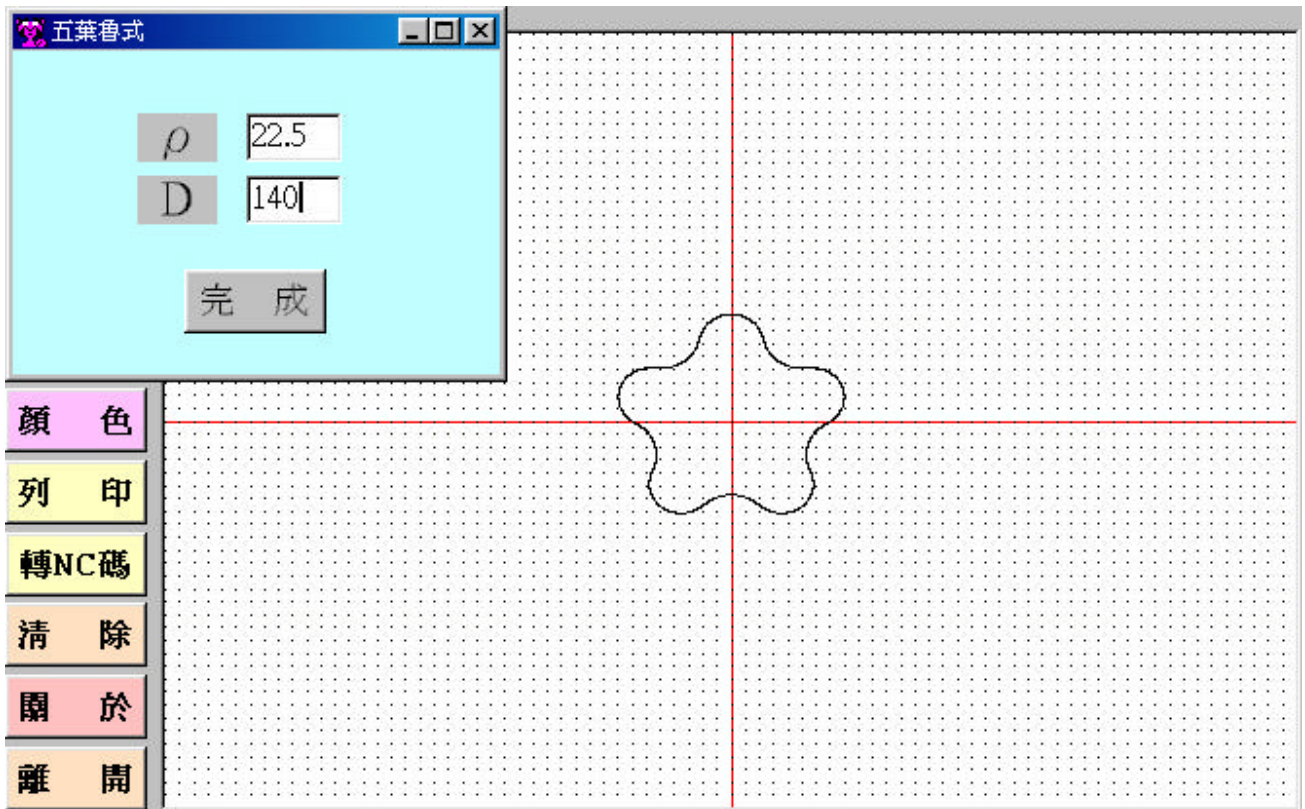 五葉魯式
ρ 22.5
D 140
完 成
顏 色
列 印
轉NC碼
清 除
關 於
離 開